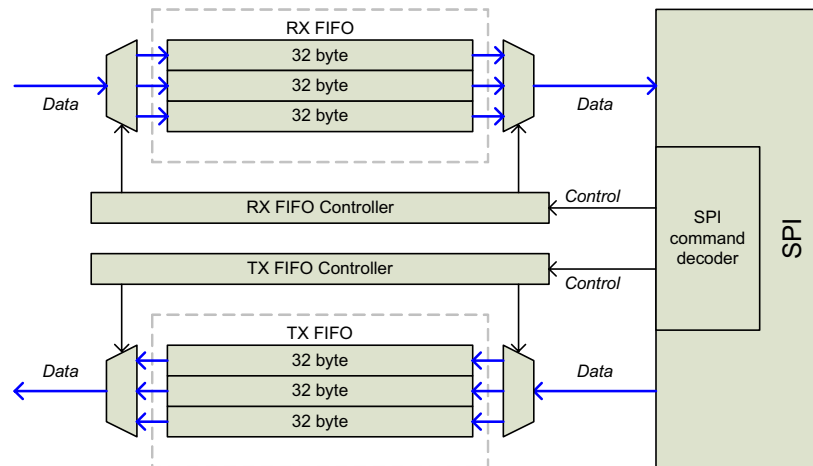 RX FIFO
32 byte
32 byte
32 byte
Data
Data
RX FIFO Controller
Control
SPI
command
decoder
SPI
TX FIFO Controller
Control
TX FIFO
32 byte
32 byte
32 byte
Data
Data